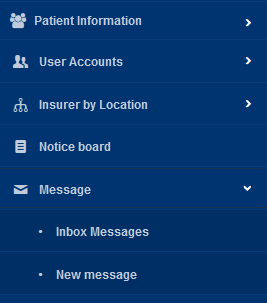 Patient Information
User Accounts
Insurer by Location
Notice board
Message
Inbox Messages
New message